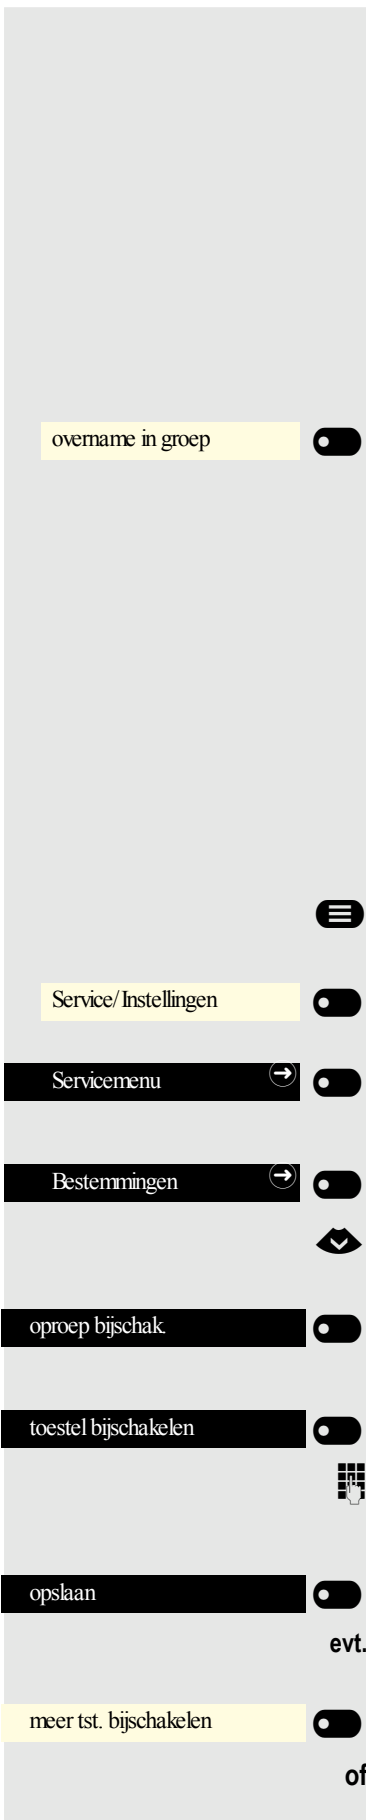 overname in groep
Service/Instellingen
Servicemenu
Bestemmingen
oproep bijschak.
toestel bijschakelen
opslaan
evt.
meer tst. bijschakelen
of